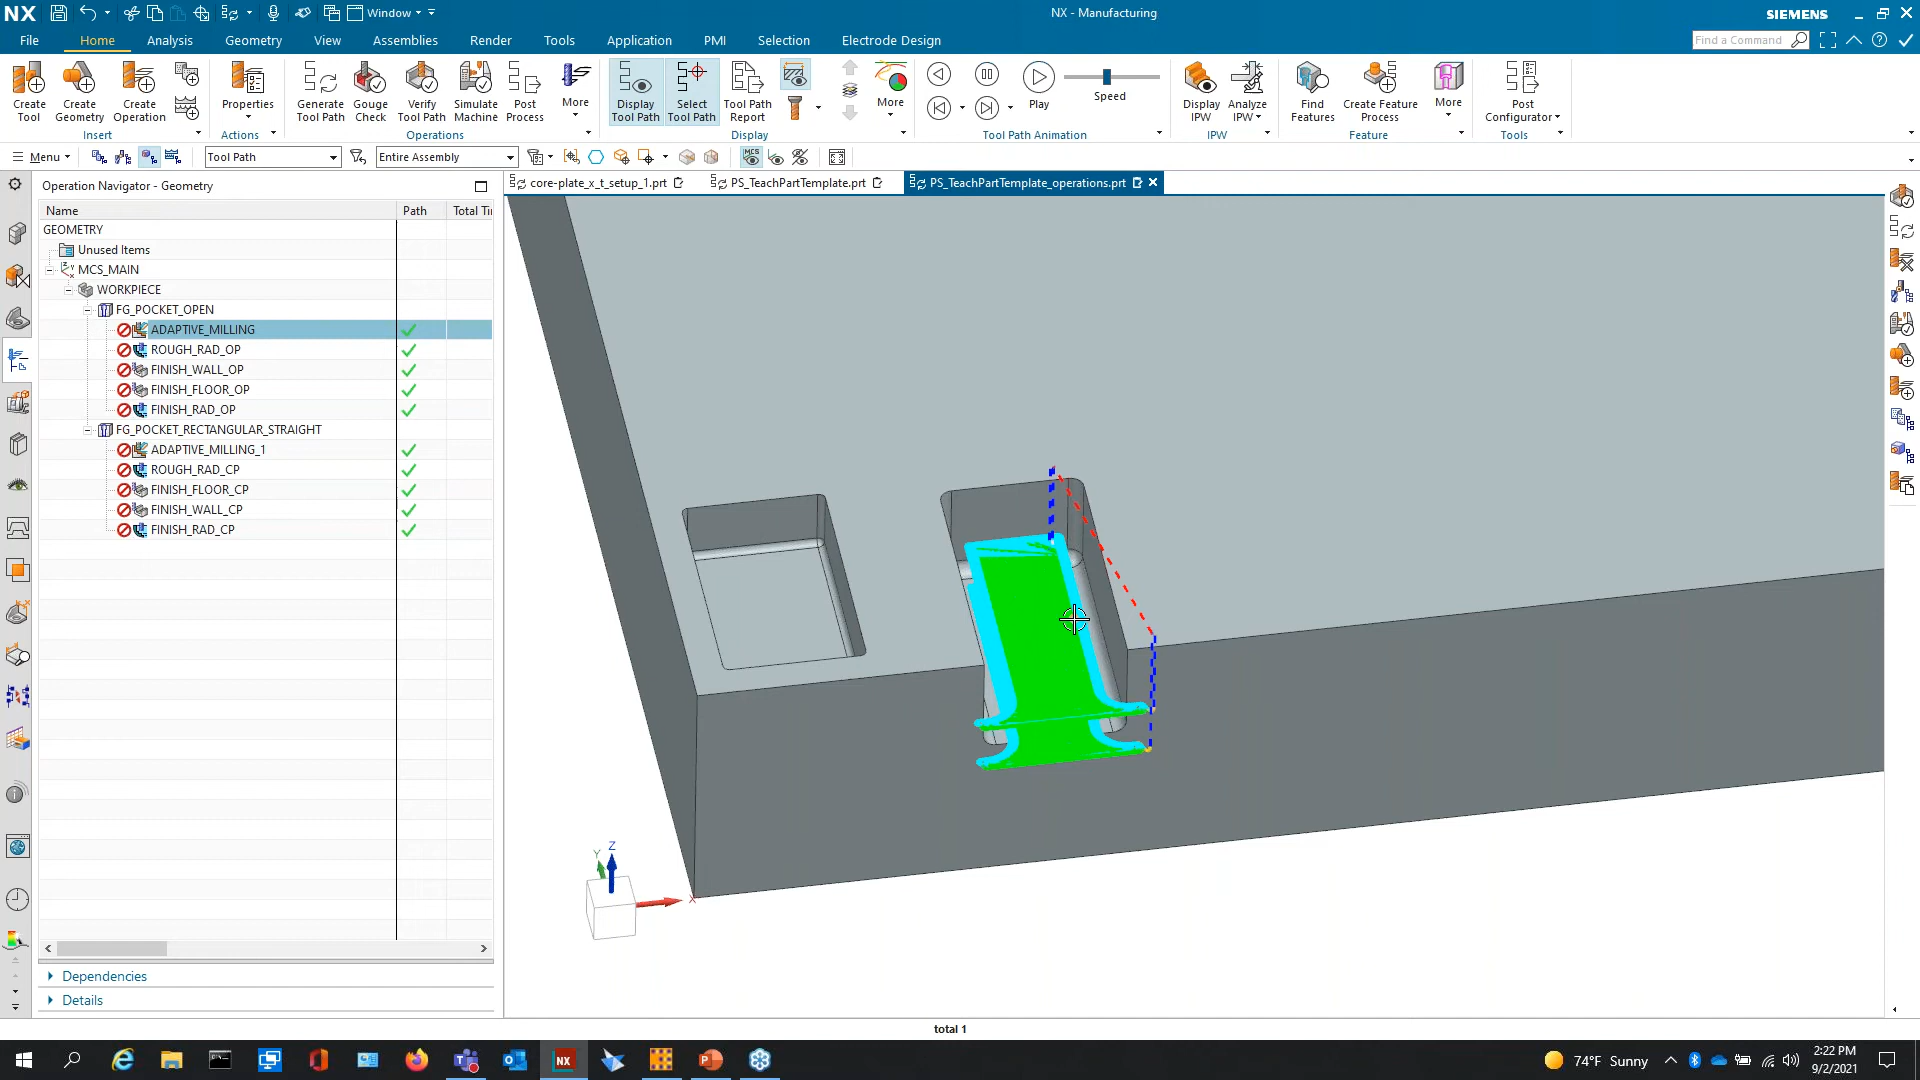 NX
Window
NX - Manufacturing
SIEMENS
File
Home
Analysis
Geometry
View
Assemblies
Render
Tools
Application
PMI
Selection
Electrode Design
Find a Command
Create Tool
Create Geometry
Create Operation
Properties
Generate Tool Path
Gouge Check
Verify Tool Path
Simulate Machine
Post Process
More
Display Tool Path
Select Tool Path
Tool Path Report
More
Play
Speed
Display IPW
Analyze IPW
Find Features
Create Feature Process
More
Post Configurator
Insert
Actions
Operations
Display
Tool Path Animation
IPW
Feature
Tools
Menu
Tool Path
Entire Assembly
MCS
Operation Navigator - Geometry
core-plate_x_t_setup_1.prt
PS_TeachPartTemplate.prt
PS_TeachPartTemplate_operations.prt
Name
Path
Total Ti
GEOMETRY
Unused Items
MCS_MAIN
WORKPIECE
FG_POCKET_OPEN
ADAPTIVE_MILLING
ROUGH_RAD_OP
FINISH_WALL_OP
FINISH_FLOOR_OP
FINISH_RAD_OP
FG_POCKET_RECTANGULAR_STRAIGHT
ADAPTIVE_MILLING_1
ROUGH_RAD_CP
FINISH_FLOOR_CP
FINISH_WALL_CP
FINISH_RAD_CP
Z
Y
X
Dependencies
Details
total 1
NX
74°F Sunny
2:22 PM
9/2/2021